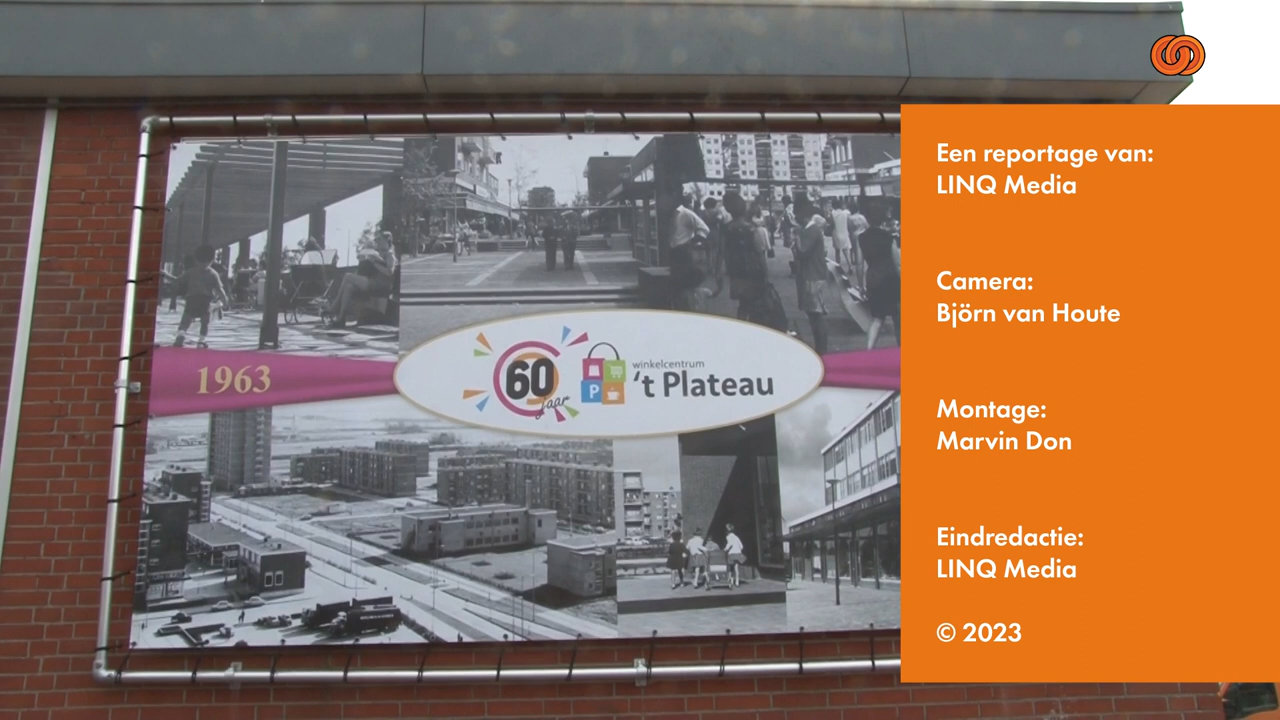 1963
60
jaar
P
winkelcentrum
't Plateau
Een reportage van:
LINQ Media
Camera:
Björn van Houte
Montage:
Marvin Don
Eindredactie:
LINQ Media
© 2023